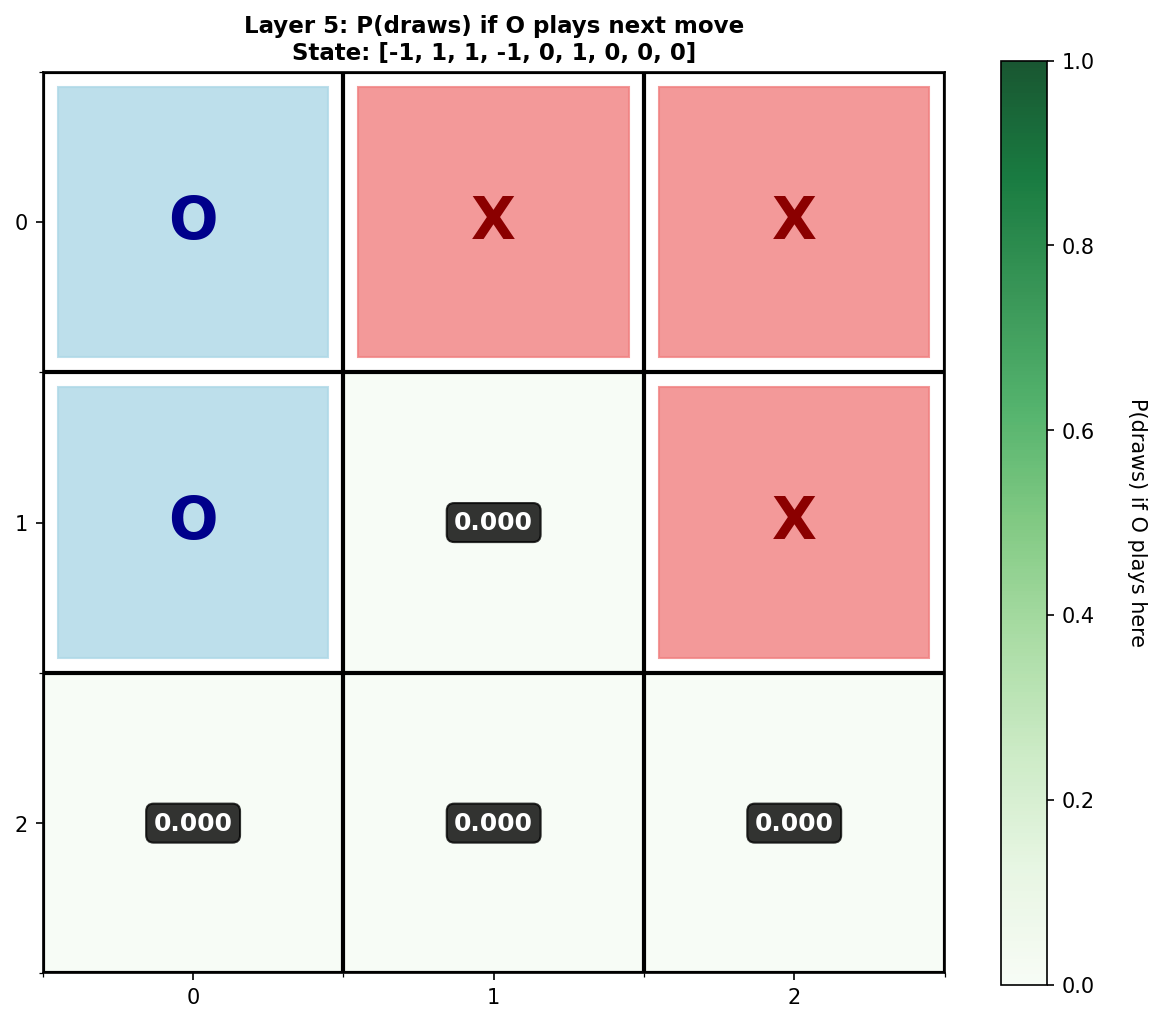 Layer 5: P(draws) if O plays next move
State: [-1, 1, 1, -1, 0, 1, 0, 0, 0]
0
O
X
X
1
O
0.000
X
2
0.000
0.000
0.000
0
1
2
1.0
0.8
0.6
0.4
0.2
0.0
P(draws) if O plays here